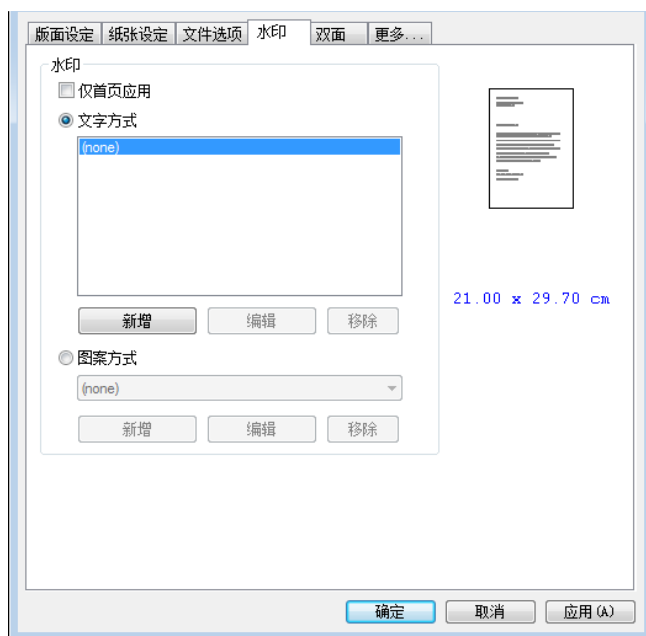 版面设定 纸张设定 文件选项 水印 双面 更多...
水印
仅首页应用
文字方式
(none)
21.00 x 29.70 cm
新增 编辑 移除
图案方式
(none)
新增 编辑 移除
确定 取消 应用(A)